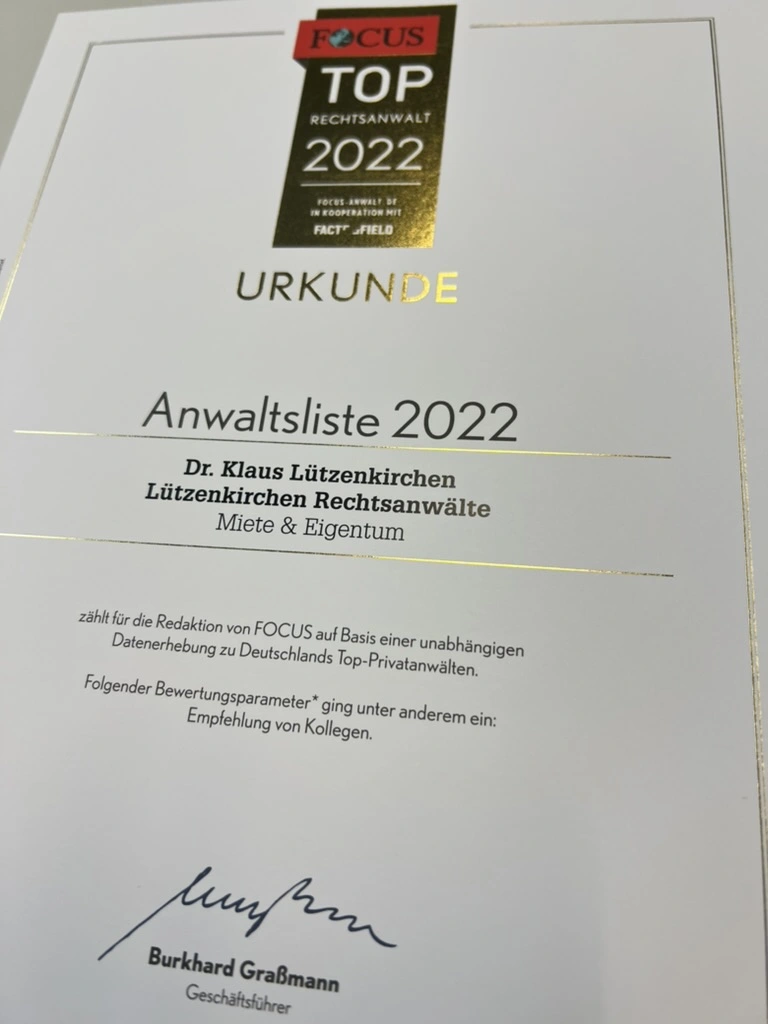 FOCUS
TOP
RECHTSANWALT
2022
FOCUS-ANWALT.DE
IN KOOPERATION MIT
FACTFIELD
URKUNDE
Anwaltsliste 2022
Dr. Klaus Lützenkirchen
Lützenkirchen Rechtsanwälte
Miete & Eigentum
zählt für die Redaktion von FOCUS auf Basis einer unabhängigen
Datenerhebung zu Deutschlands Top-Privatanwälten.
Folgender Bewertungsparameter* ging unter anderem ein:
Empfehlung von Kollegen.
Burkhard Graßmann
Geschäftsführer